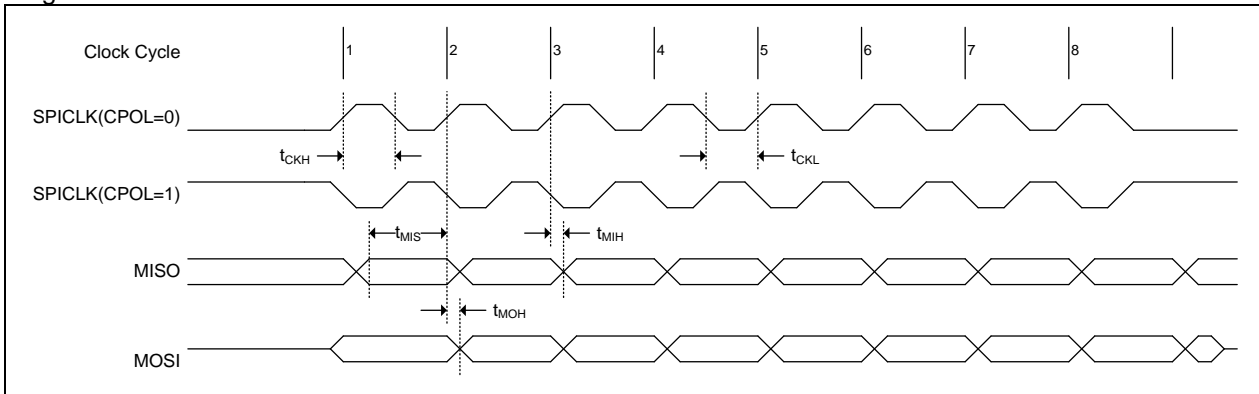 Clock Cycle 1 2 3 4 5 6 7 8
SPICLK(CPOL=0)
tCKH tCKL
SPICLK(CPOL=1)
tMIS tMIH
MISO
tMOH
MOSI